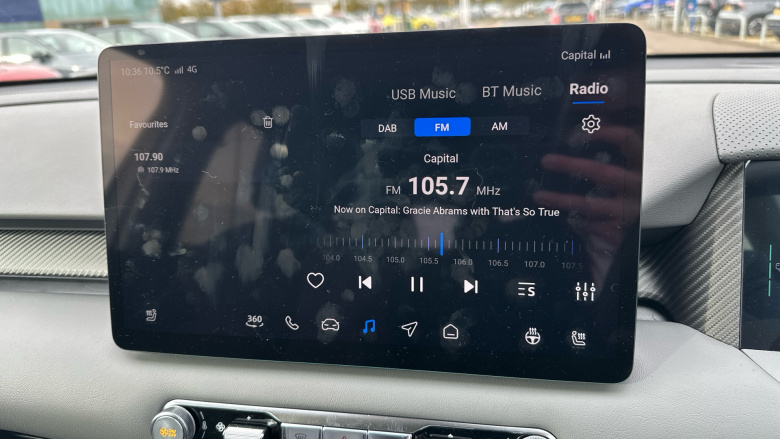 10:36 10.5°C 4G
Capital
USB Music BT Music Radio
Favourites
DAB FM AM
107.90
107.9 MHz
Capital
FM 105.7 MHz
Now on Capital: Gracie Abrams with That's So True
104.0 104.5 105.0 105.5 106.0 106.5 107.0 107.5
360